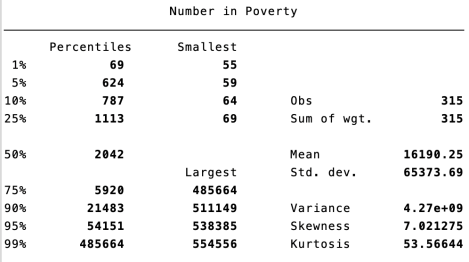 Number in Poverty
Percentiles Smallest
1% 69 55
5% 624 59
10% 787 64 Obs 315
25% 1113 69 Sum of wgt. 315
50% 2042 Mean 16190.25
Largest Std. dev. 65373.69
75% 5920 485664
90% 21483 511149 Variance 4.27e+09
95% 54151 538385 Skewness 7.021275
99% 485664 554556 Kurtosis 53.56644